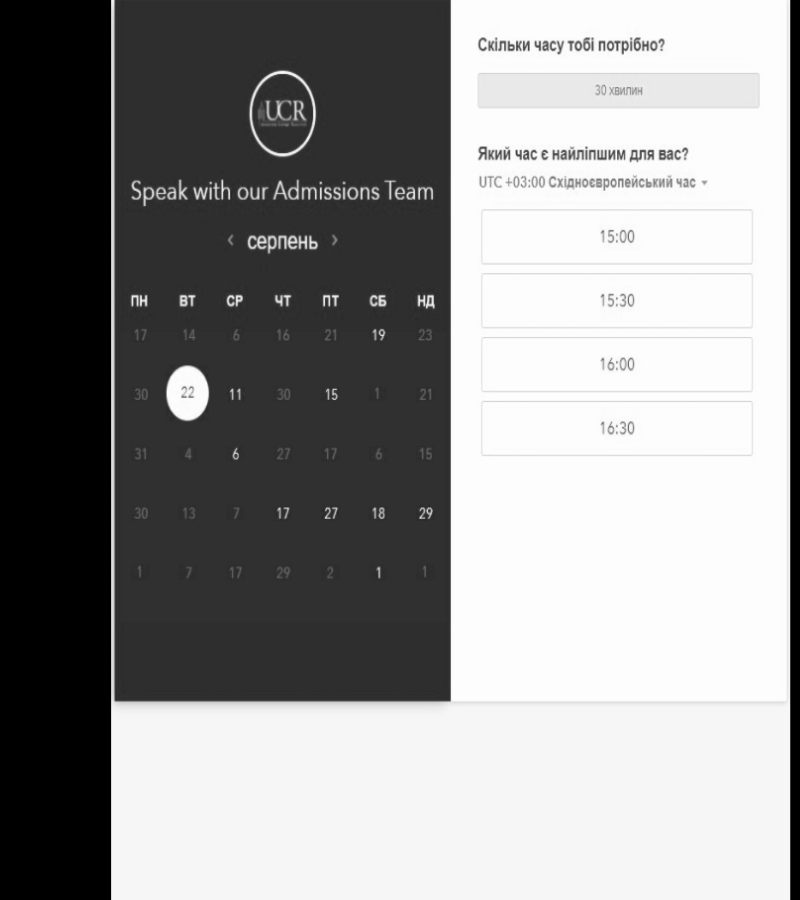 UCR
Speak with our Admissions Team
серпень
ПН ВТ СР ЧТ ПТ СБ НД
17 14 6 16 21 19 23
30 22 11 30 15 1 21
31 4 6 27 17 6 15
30 13 7 17 27 18 29
1 7 17 29 2 1 1
Скільки часу тобі потрібно?
30 хвилин
Який час є найліпшим для вас?
UTC +03:00 Східноєвропейський час
15:00
15:30
16:00
16:30